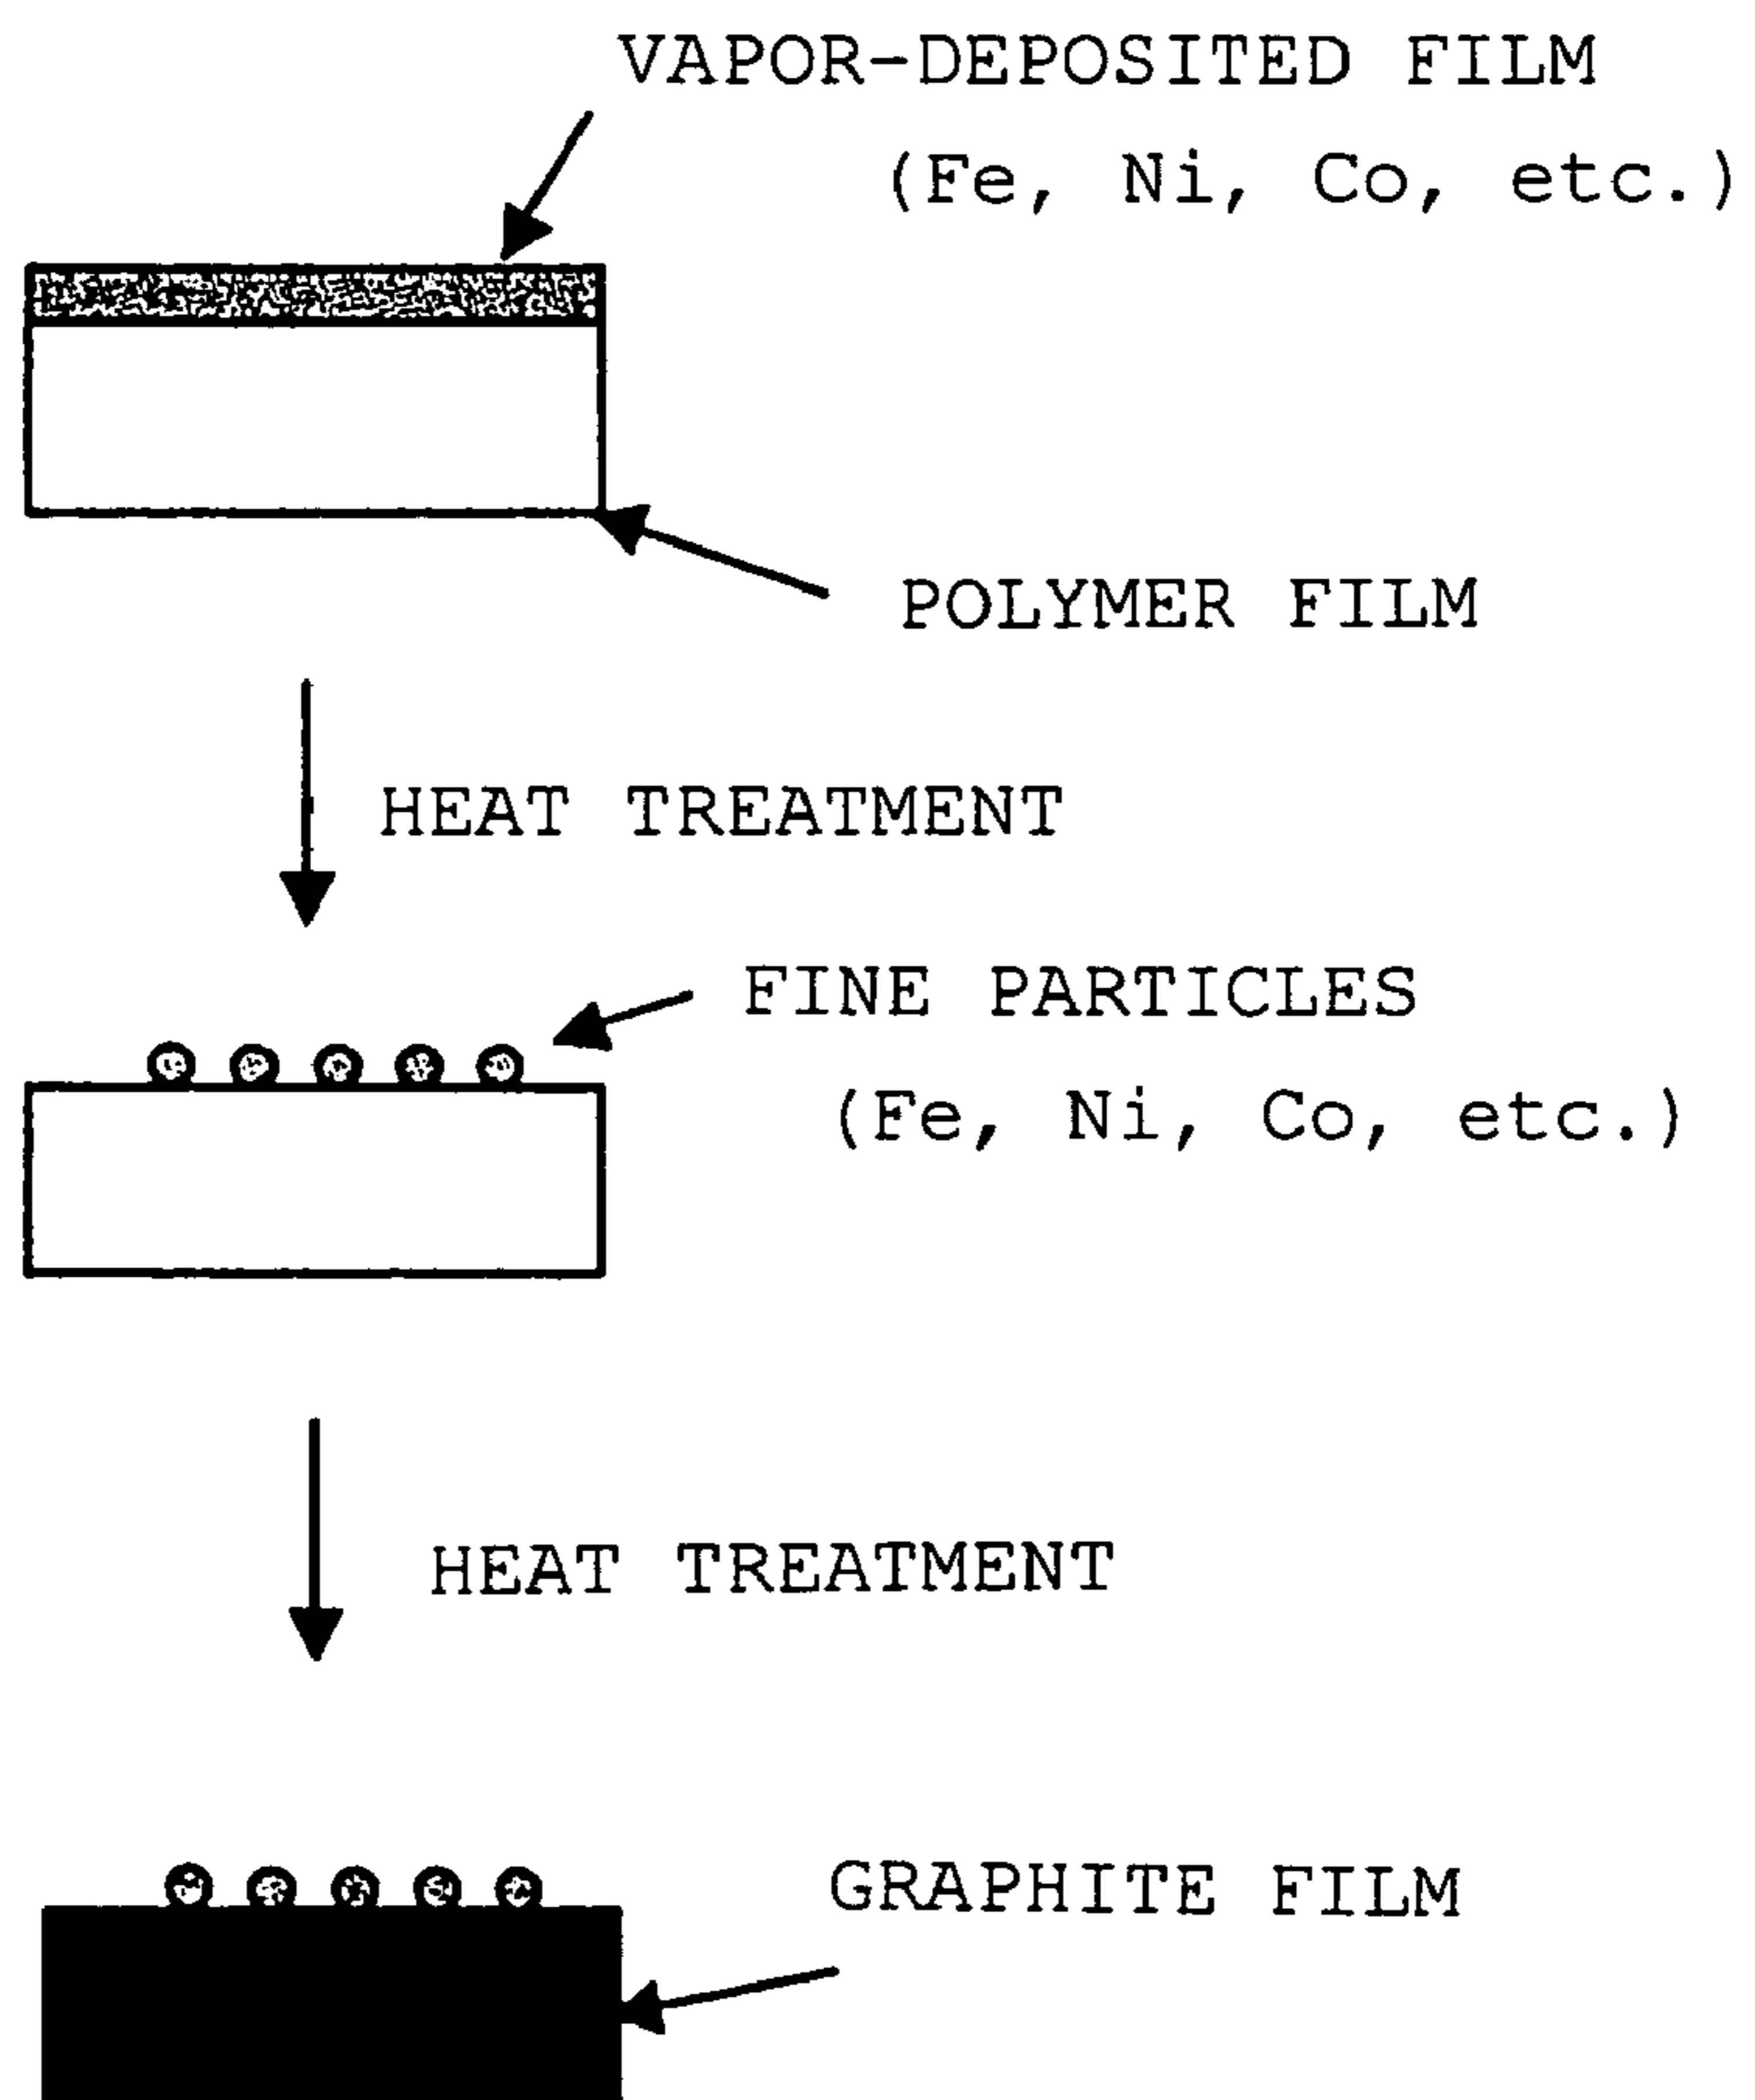 VAPOR-DEPOSITED FILM
(Fe, Ni, Co, etc.)
POLYMER FILM
HEAT TREATMENT
FINE PARTICLES
(Fe, Ni, Co, etc.)
HEAT TREATMENT
GRAPHITE FILM